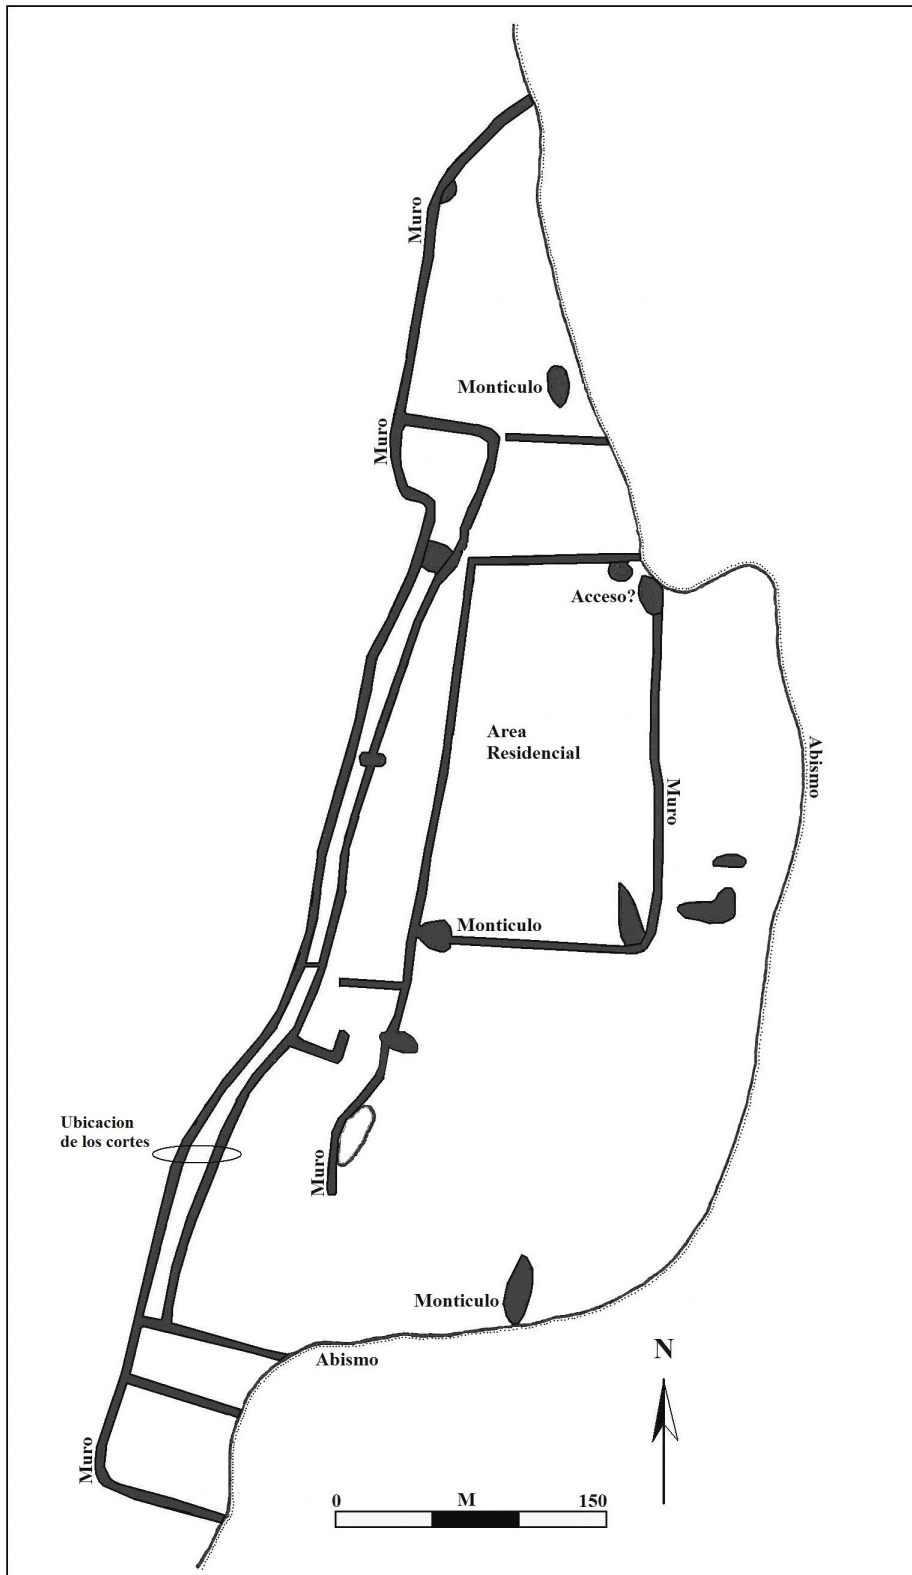 Muro
Monticulo
Muro
Acceso?
Area
Residencial
Abismo
Muro
Monticulo
Ubicacion
de los cortes
Muro
Monticulo
Abismo
N
Muro
0 M 150